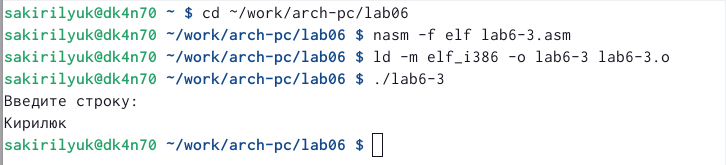 sakirilyuk@dk4n70 ~ $ cd ~/work/arch-pc/lab06
sakirilyuk@dk4n70 ~/work/arch-pc/lab06 $ nasm -f elf lab6-3.asm
sakirilyuk@dk4n70 ~/work/arch-pc/lab06 $ ld -m elf_i386 -o lab6-3 lab6-3.o
sakirilyuk@dk4n70 ~/work/arch-pc/lab06 $ ./lab6-3
Введите строку:
Кирилюк
sakirilyuk@dk4n70 ~/work/arch-pc/lab06 $